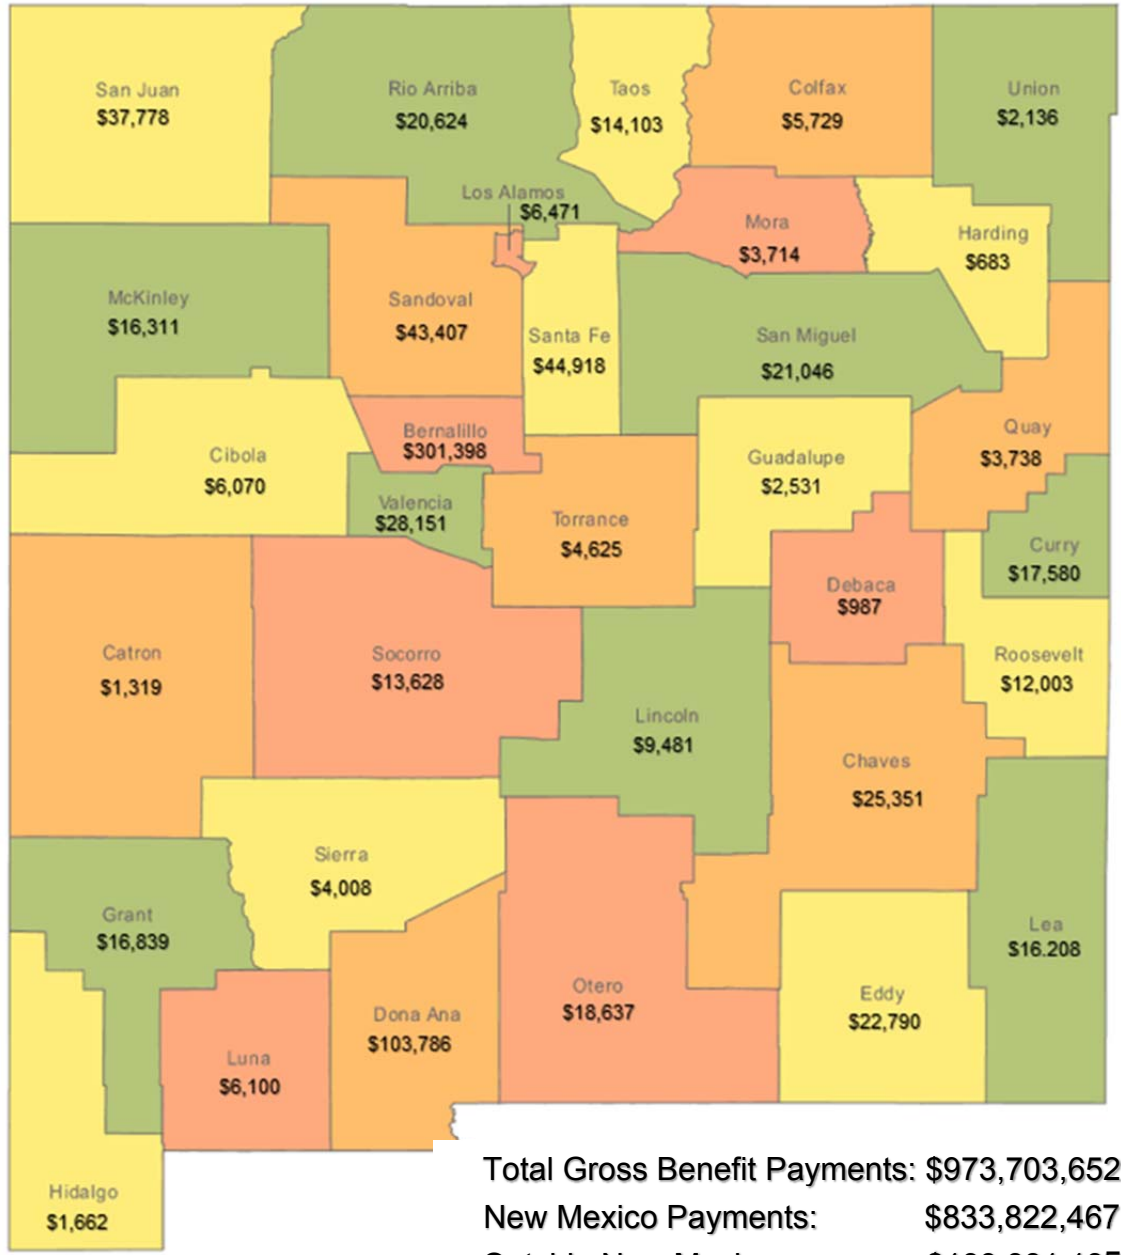 San Juan
$37,778
Rio Arriba
$20,624
Taos
$14,103
Colfax
$5,729
Union
$2,136
Los Alamos
$6,471
Mora
$3,714
Harding
$683
McKinley
$16,311
Sandoval
$43,407
Santa Fe
$44,918
San Miguel
$21,046
Quay
$3,738
Bernalillo
$301,398
Cibola
$6,070
Guadalupe
$2,531
Valencia
$28,151
Torrance
$4,625
Curry
$17,580
Debaca
$987
Catron
$1,319
Socorro
$13,628
Roosevelt
$12,003
Lincoln
$9,481
Chaves
$25,351
Sierra
$4,008
Grant
$16,839
Lea
$16.208
Otero
$18,637
Eddy
$22,790
Dona Ana
$103,786
Luna
$6,100
Hidalgo
$1,662
Total Gross Benefit Payments: $973,703,652
New Mexico Payments: $833,822,467